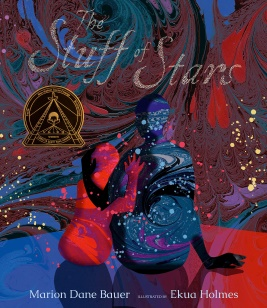 The
Stuff of
Stars
Marion Dane Bauer ILLUSTRATED BY Ekua Holmes